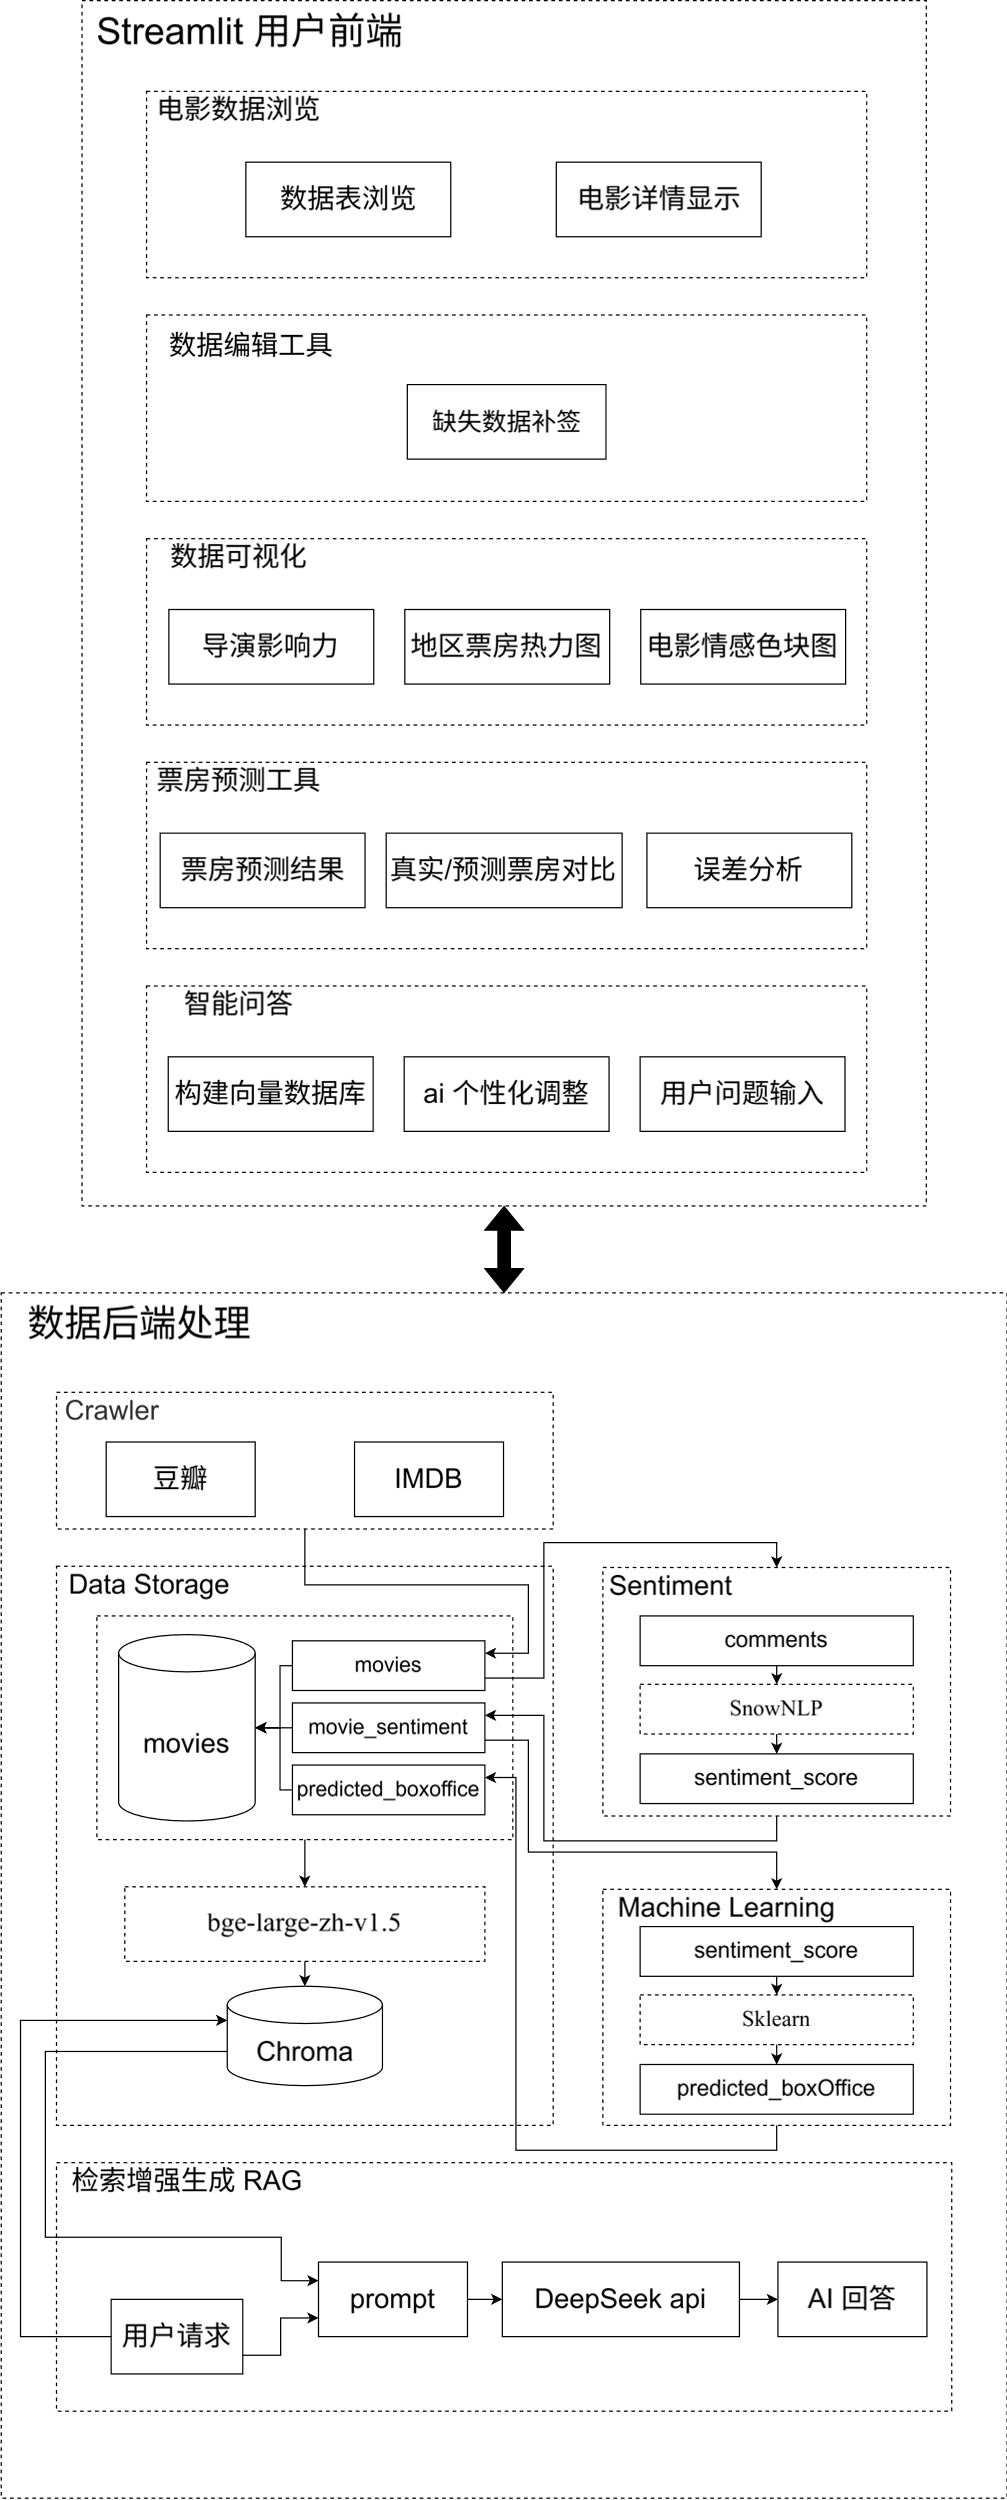 Streamlit 用户前端
电影数据浏览
数据表浏览
电影详情显示
数据编辑工具
缺失数据补签
数据可视化
导演影响力
地区票房热力图
电影情感色块图
票房预测工具
票房预测结果
真实/预测票房对比
误差分析
智能问答
构建向量数据库
ai 个性化调整
用户问题输入
数据后端处理
Crawler
豆瓣
IMDB
Data Storage
movies
movies
movie_sentiment
predicted_boxoffice
bge-large-zh-v1.5
Chroma
Sentiment
comments
SnowNLP
sentiment_score
Machine Learning
sentiment_score
Sklearn
predicted_boxOffice
检索增强生成 RAG
用户请求
prompt
DeepSeek api
AI 回答